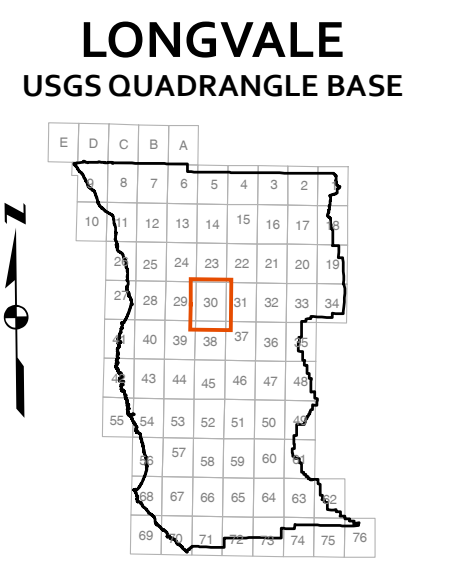 LONGVALE
USGS QUADRANGLE BASE
E D C B A
9 8 7 6 5 4 3 2 1
10 11 12 13 14 15 16 17 18
26 25 24 23 22 21 20 19
Z
27 28 29 30 31 32 33 34
41 40 39 38 37 36 35
42 43 44 45 46 47 48
55 54 53 52 51 50 49
56 57 58 59 60 61
68 67 66 65 64 63 62
69 70 71 72 73 74 75 76